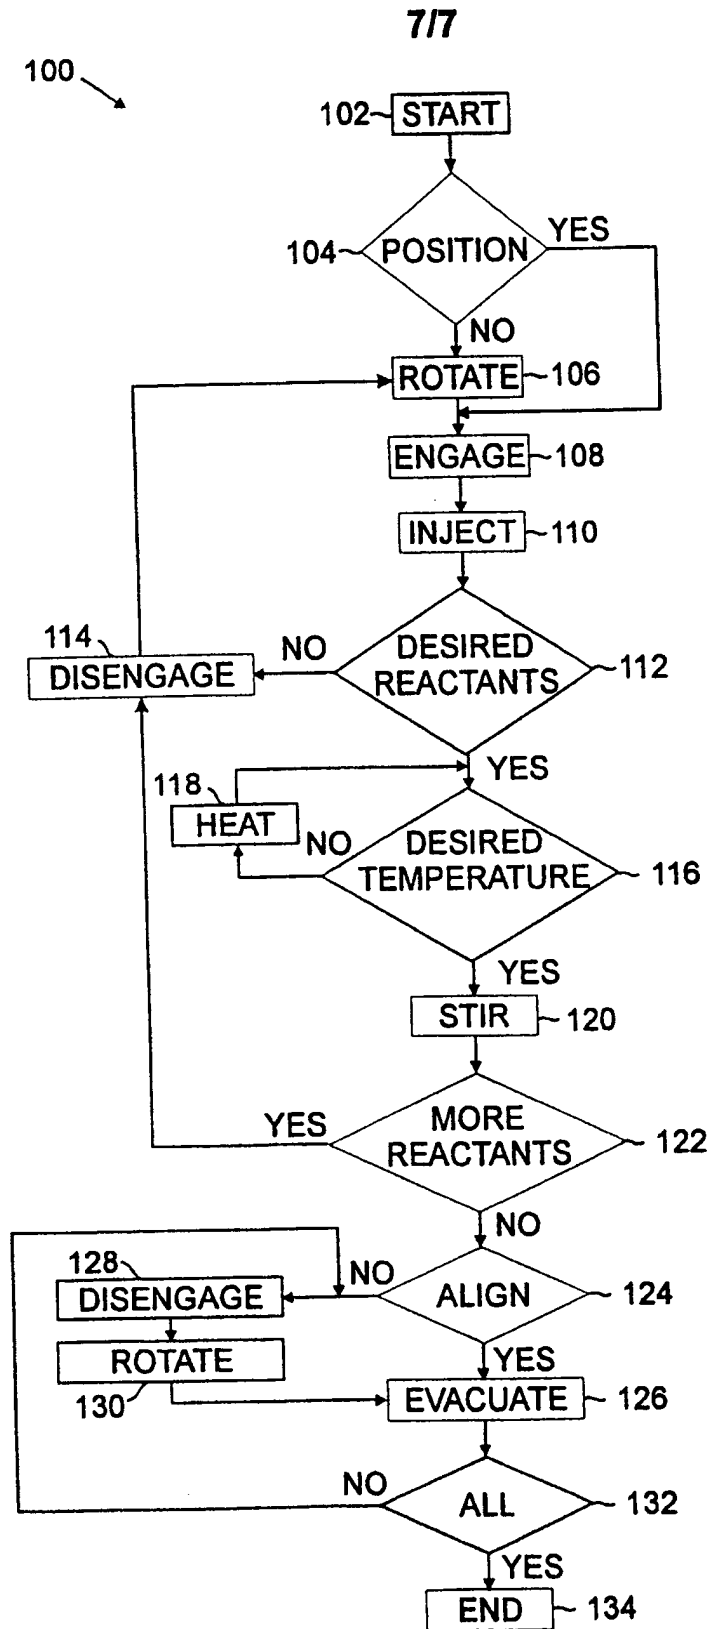 7/7
100
102 START
104 POSITION YES
NO
ROTATE 106
ENGAGE 108
INJECT 110
114
DISENGAGE
NO
DESIRED
REACTANTS
112
YES
118
HEAT
NO
DESIRED
TEMPERATURE
116
YES
STIR 120
YES
MORE
REACTANTS
122
NO
128
DISENGAGE
NO
ALIGN 124
ROTATE
130
YES
EVACUATE 126
NO
ALL 132
YES
END 134